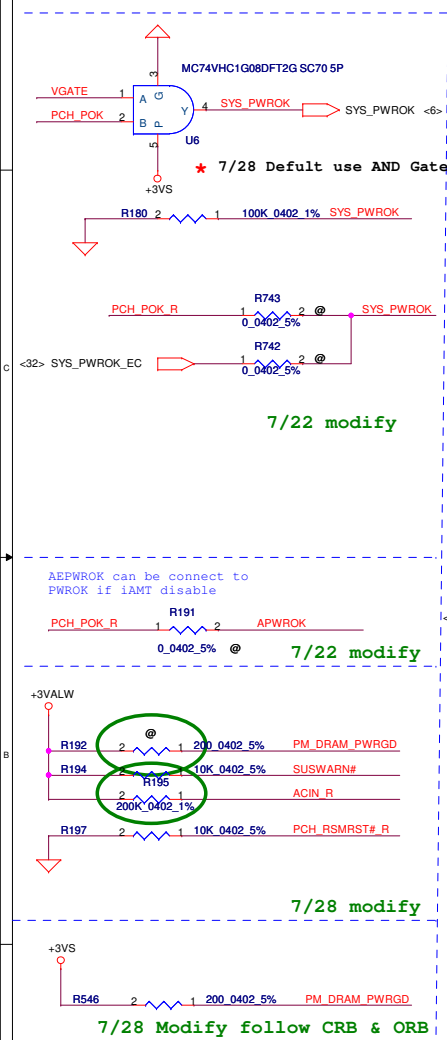 MC74VHC1G08DFT2G SC70 5P
3
G
VGATE 1 A
Y 4 SYS_PWROK SYS_PWROK <6>
PCH_POK 2 B
P
5
U6
+3VS
* 7/28 Defult use AND Gate
R180 2 1 100K_0402_1% SYS_PWROK
R743
PCH_POK_R 1 2 @ SYS_PWROK
0_0402_5%
R742
C <32> SYS_PWROK_EC 1 2 @
0_0402_5%
7/22 modify
AEPWROK can be connect to
PWROK if iAMT disable
R191
PCH_POK_R 1 2 APWROK
0_0402_5% @
7/22 modify
+3VALW
@
B R192 2 1 200_0402_5% PM_DRAM_PWRGD
R194 2 1 10K_0402_5% SUSWARN#
R195
2 1 ACIN_R
200K_0402_1%
R197 2 1 10K_0402_5% PCH_RSMRST#_R
7/28 modify
+3VS
R546 2 1 200_0402_5% PM_DRAM_PWRGD
7/28 Modify follow CRB & ORB